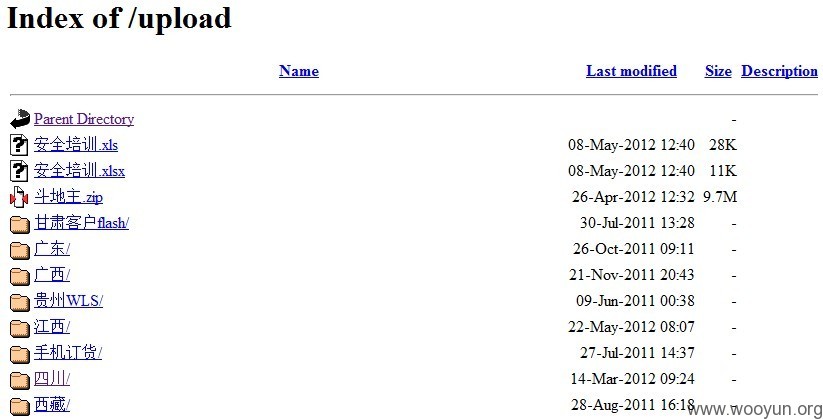 Index of /upload
Name Last modified Size Description
Parent Directory -
安全培训.xls 08-May-2012 12:40 28K
安全培训.xlsx 08-May-2012 12:40 11K
斗地主.zip 26-Apr-2012 12:32 9.7M
甘肃客户flash/ 30-Jul-2011 13:28 -
广东/ 26-Oct-2011 09:11 -
广西/ 21-Nov-2011 20:43 -
贵州WLS/ 09-Jun-2011 00:38 -
江西/ 22-May-2012 08:07 -
手机订货/ 27-Jul-2011 14:37 -
四川/ 14-Mar-2012 09:24 -
西藏/ 28-Aug-2011 16:18 -
www.wooyun.org